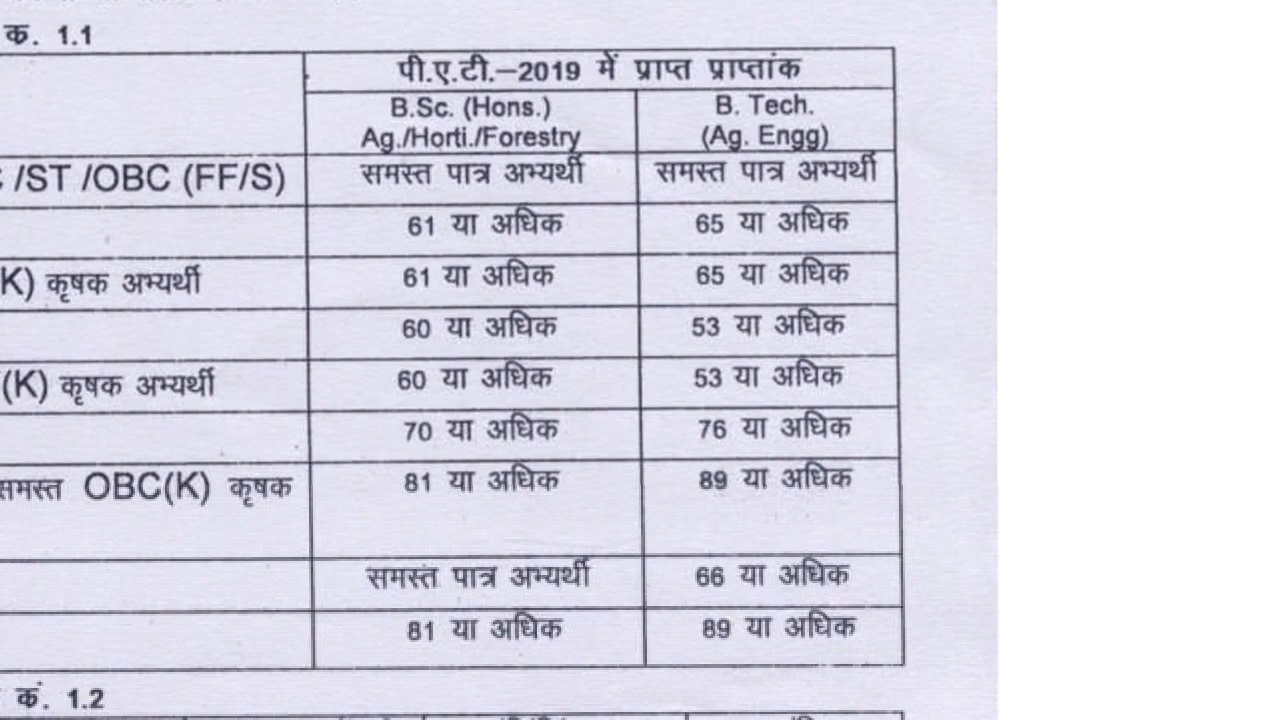 क. 1.1
पी.ए.टी.–2019 में प्राप्त प्राप्तांक
B.Sc. (Hons.) B. Tech.
Ag./Horti./Forestry (Ag. Engg)
/ST /OBC (FF/S) समस्त पात्र अभ्यर्थी समस्त पात्र अभ्यर्थी
61 या अधिक 65 या अधिक
K) कृषक अभ्यर्थी 61 या अधिक 65 या अधिक
60 या अधिक 53 या अधिक
(K) कृषक अभ्यर्थी 60 या अधिक 53 या अधिक
70 या अधिक 76 या अधिक
समस्त OBC(K) कृषक 81 या अधिक 89 या अधिक
समस्त पात्र अभ्यर्थी 66 या अधिक
81 या अधिक 89 या अधिक
कं. 1.2